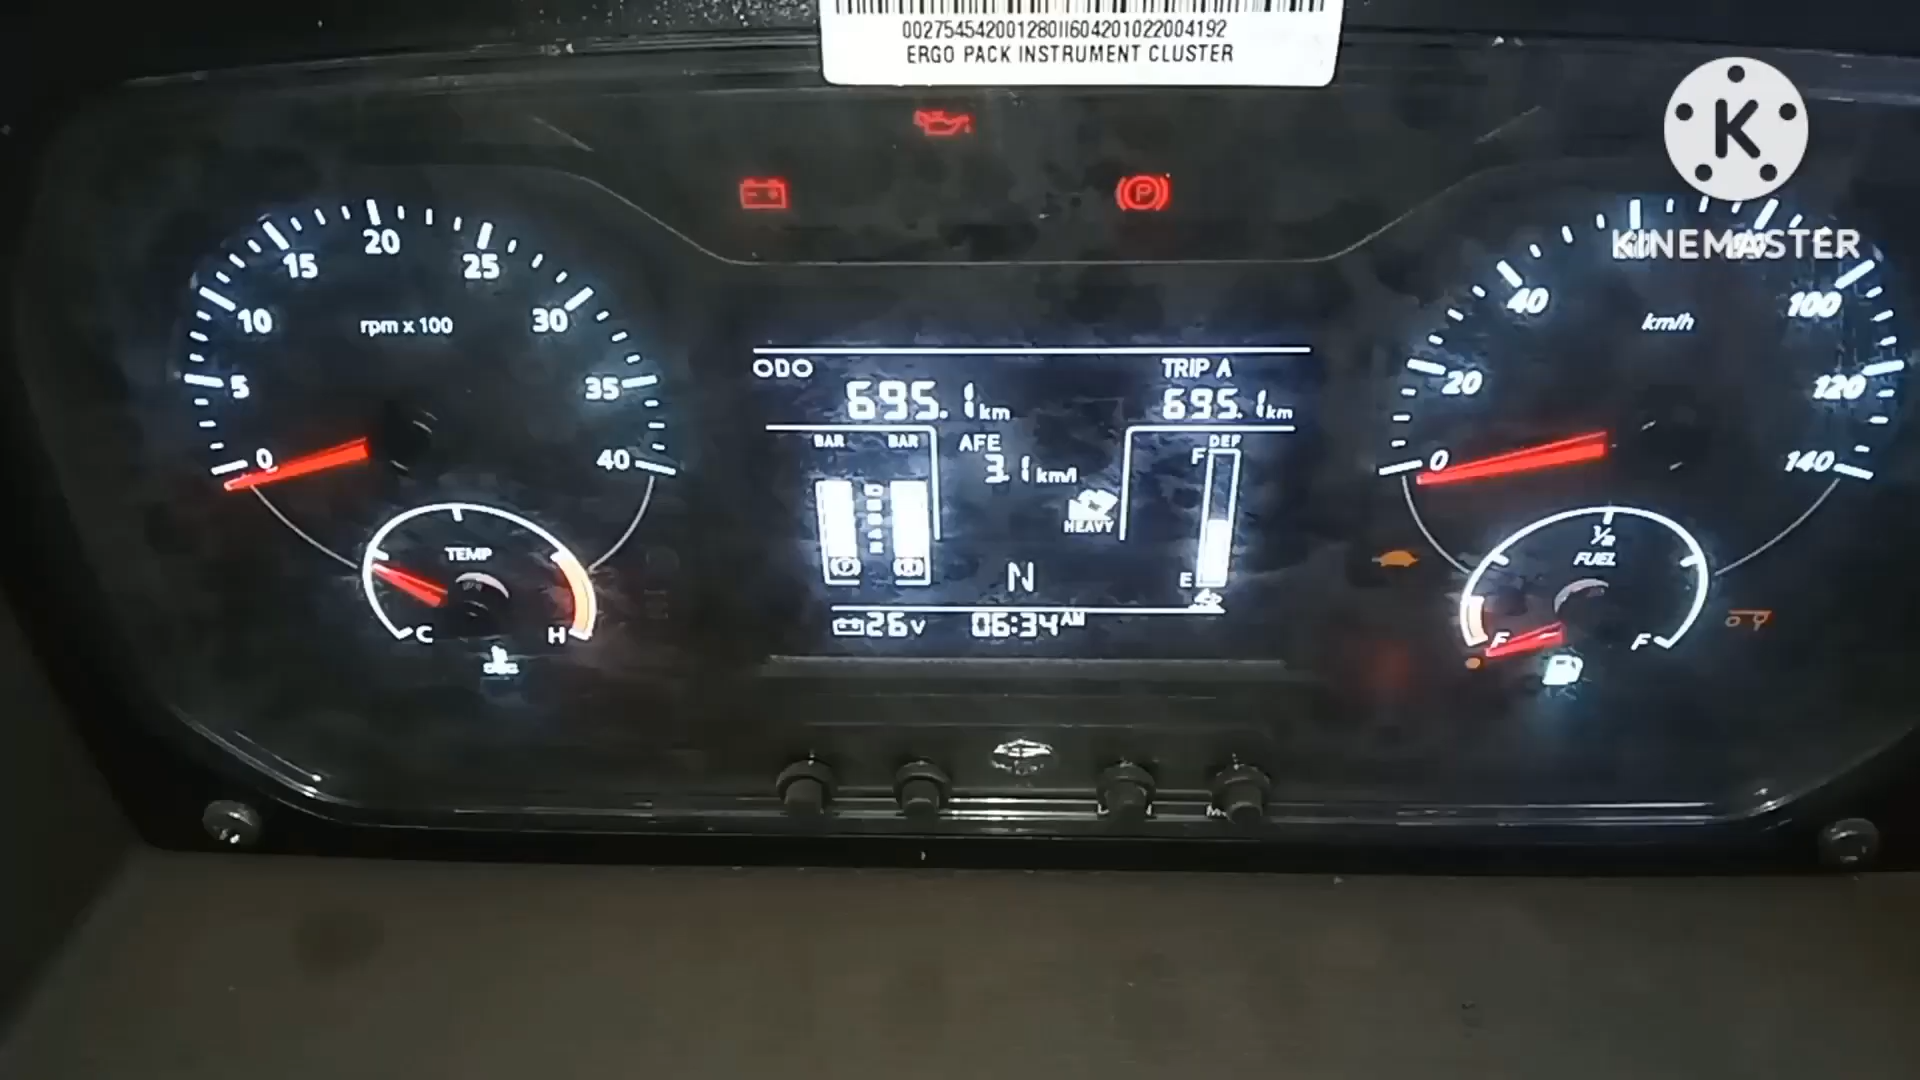 00275454200128011604201022004192
ERGO PACK INSTRUMENT CLUSTER
K
KINEMASTER
0 5 10 15 20 25 30 35 40
rpm x 100
TEMP
C H
ODO
695.1 km
TRIP A
695.1 km
BAR BAR
AFE
3.1 km/l
HEAVY
DEF
F
E
N
26 V
06:34 AM
0 20 40 100 120 140
km/h
1/2
FUEL
F
P